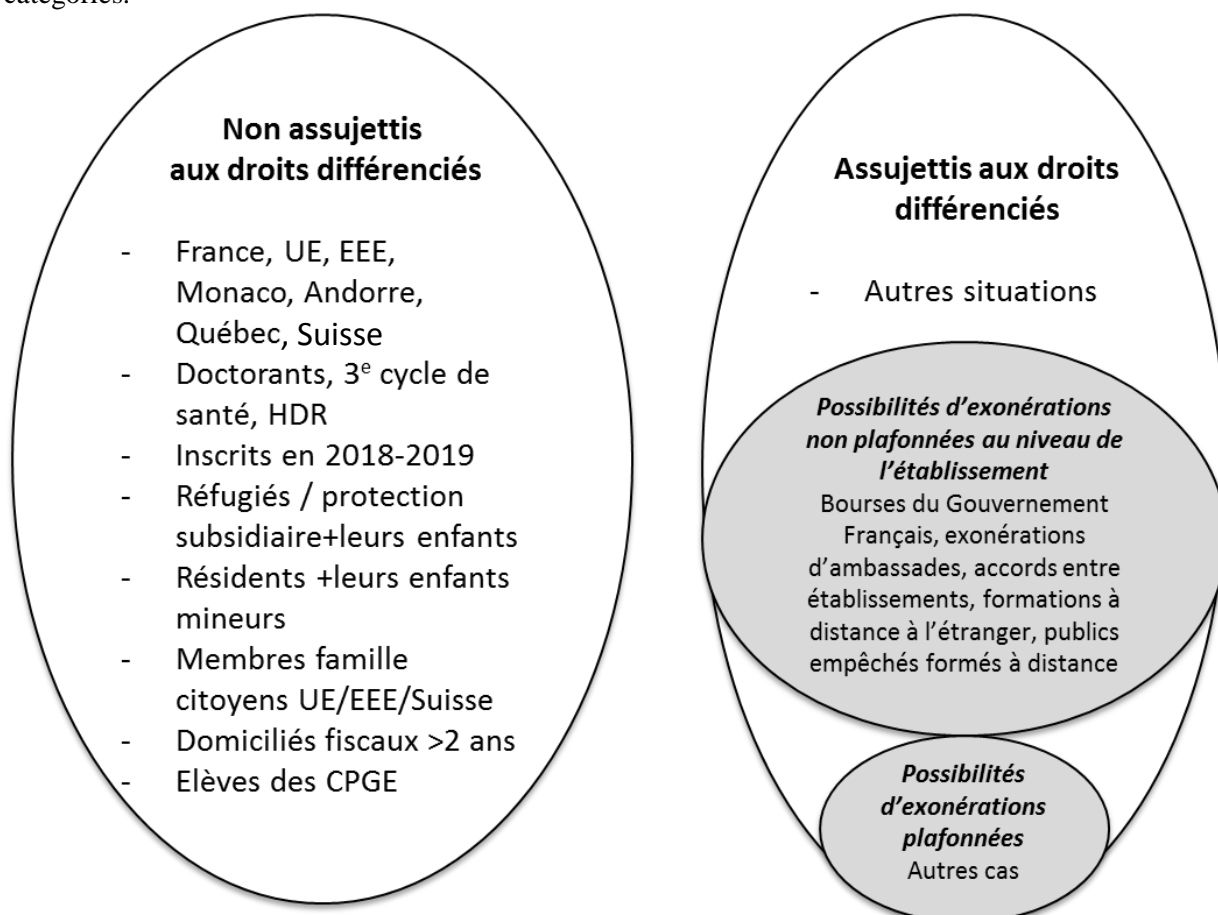 catégories.
Non assujettis
aux droits différenciés
- France, UE, EEE,
Monaco, Andorre,
Québec, Suisse
- Doctorants, 3e cycle de
santé, HDR
- Inscrits en 2018-2019
- Réfugiés / protection
subsidiaire+leurs enfants
- Résidents +leurs enfants
mineurs
- Membres famille
citoyens UE/EEE/Suisse
- Domiciliés fiscaux >2 ans
- Elèves des CPGE
Assujettis aux droits
différenciés
- Autres situations
Possibilités d’exonérations
non plafonnées au niveau de
l’établissement
Bourses du Gouvernement
Français, exonérations
d’ambassades, accords entre
établissements, formations à
distance à l’étranger, publics
empêchés formés à distance
Possibilités
d’exonérations
plafonnées
Autres cas